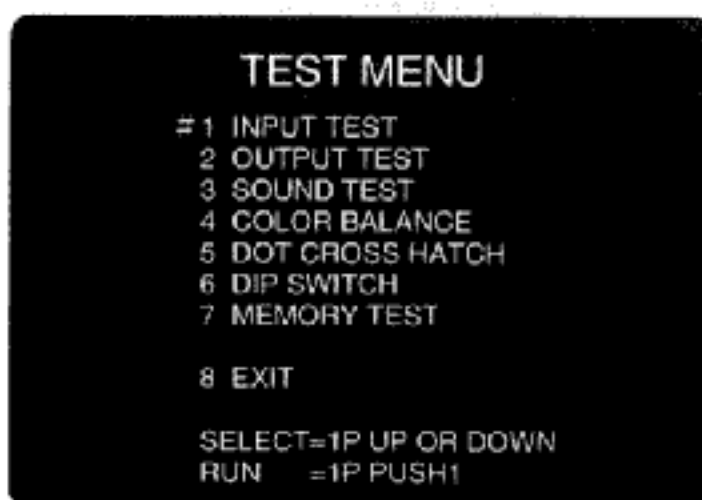 TEST MENU
# 1 INPUT TEST
2 OUTPUT TEST
3 SOUND TEST
4 COLOR BALANCE
5 DOT CROSS HATCH
6 DIP SWITCH
7 MEMORY TEST
8 EXIT
SELECT=1P UP OR DOWN
RUN =1P PUSH1